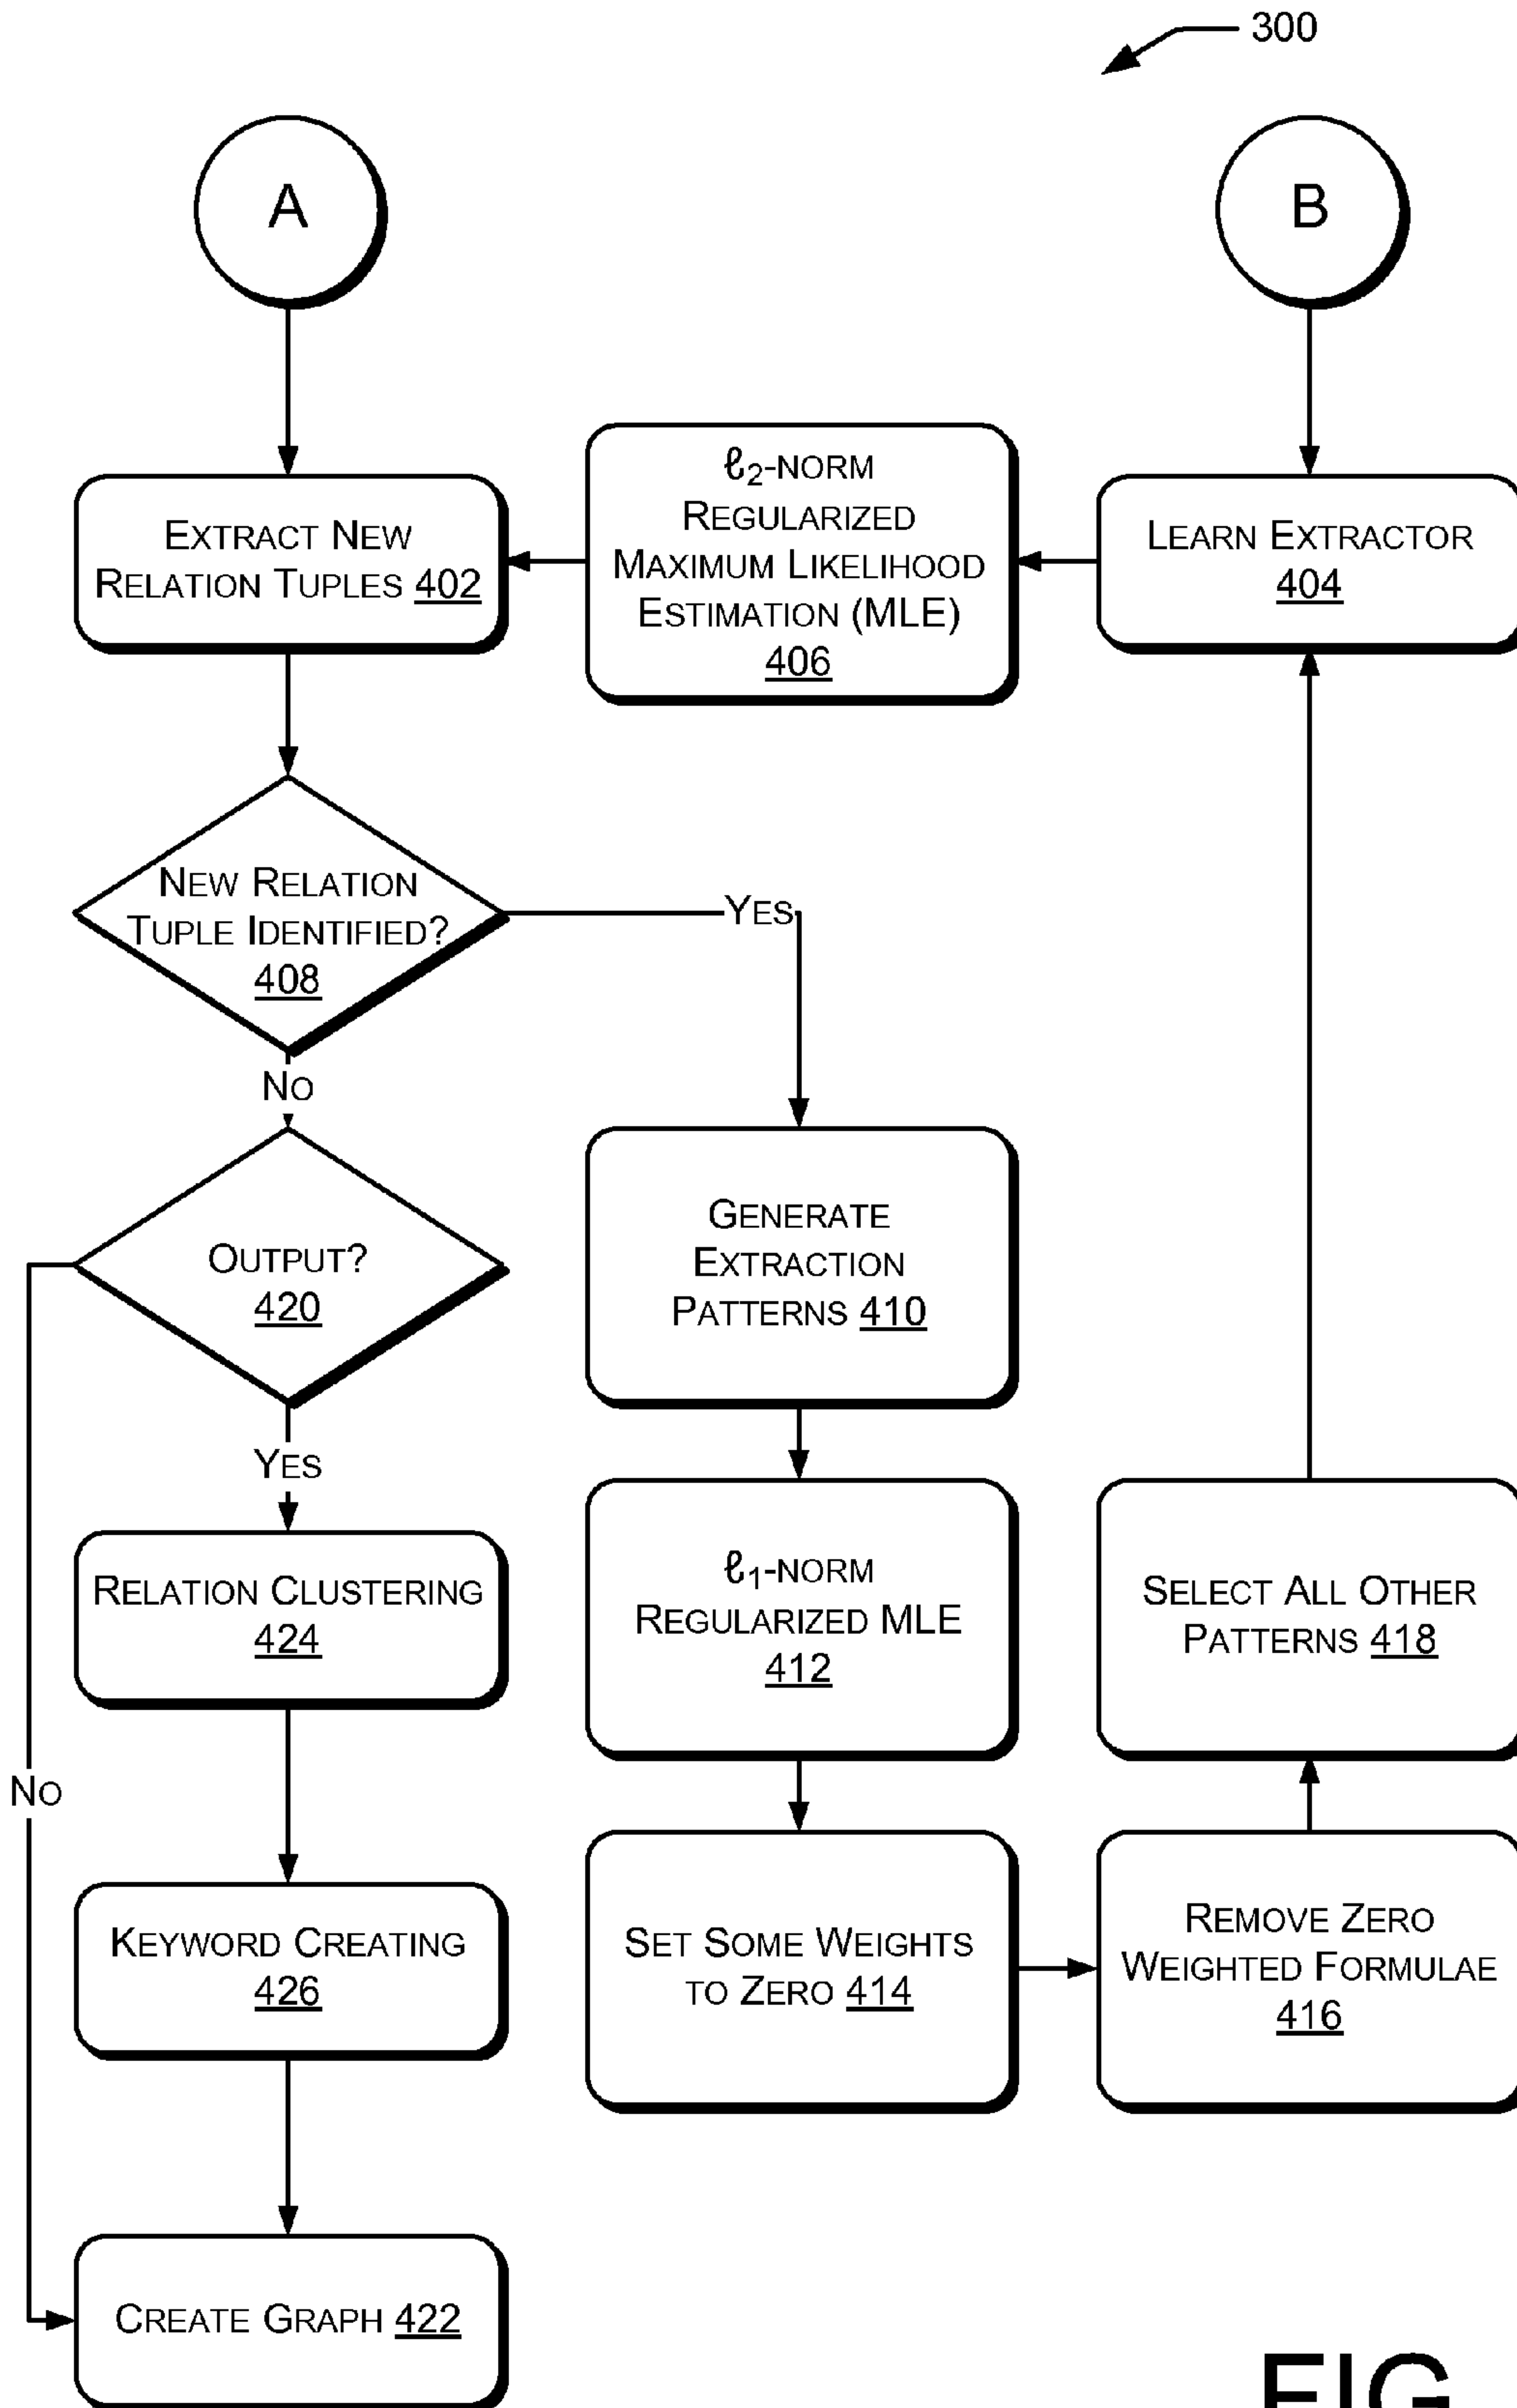 300
A
B
EXTRACT NEW
RELATION TUPLES 402
ℓ2-NORM
REGULARIZED
MAXIMUM LIKELIHOOD
ESTIMATION (MLE)
406
LEARN EXTRACTOR
404
NEW RELATION
TUPLE IDENTIFIED?
408
YES
NO
OUTPUT?
420
GENERATE
EXTRACTION
PATTERNS 410
YES
RELATION CLUSTERING
424
ℓ1-NORM
REGULARIZED MLE
412
SELECT ALL OTHER
PATTERNS 418
NO
KEYWORD CREATING
426
SET SOME WEIGHTS
TO ZERO 414
REMOVE ZERO
WEIGHTED FORMULAE
416
CREATE GRAPH 422
FIG